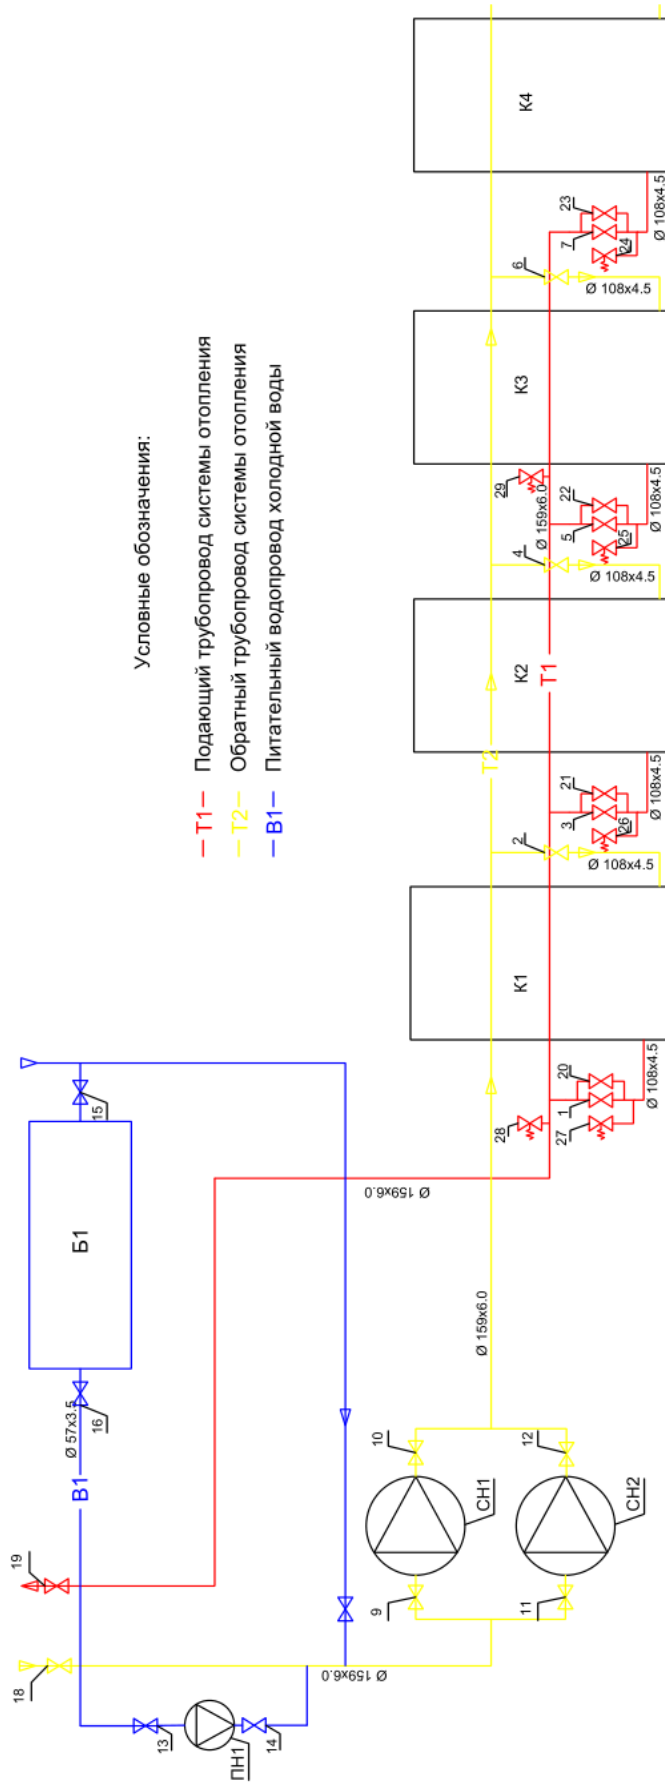 Условные обозначения:
Т1 Подающий трубопровод системы отопления
Т2 Обратный трубопровод системы отопления
В1 Питательный водопровод холодной воды
Б1
15
16
Ø 57x3.5
В1
19
18
13
ПН1
14
Ø 159x6.0
Ø 159x6.0
Ø 159x6.0
10
12
СН1
СН2
9
11
28
20
1
27
Ø 108x4.5
К1
2
21
3
26
Ø 108x4.5
Ø 108x4.5
Т2
К2
Т1
29
Ø 159x6.0
4
22
5
25
Ø 108x4.5
Ø 108x4.5
К3
6
23
7
24
Ø 108x4.5
Ø 108x4.5
К4